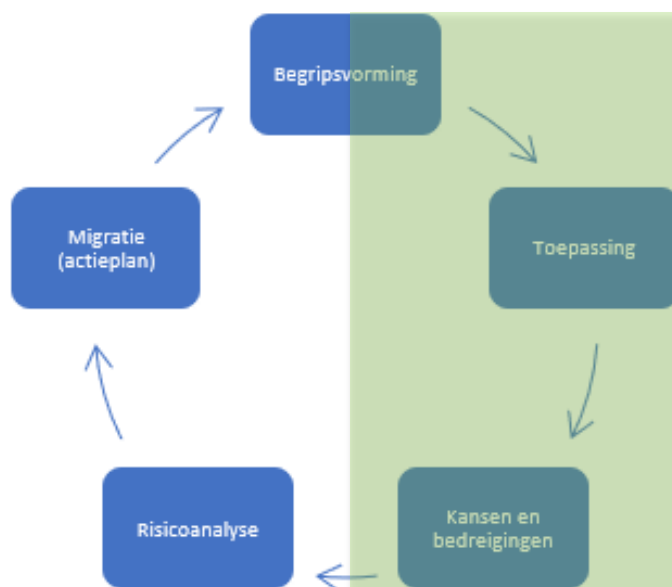 Begripsvorming
Toepassing
Kansen en
bedreigingen
Risicoanalyse
Migratie
(actieplan)